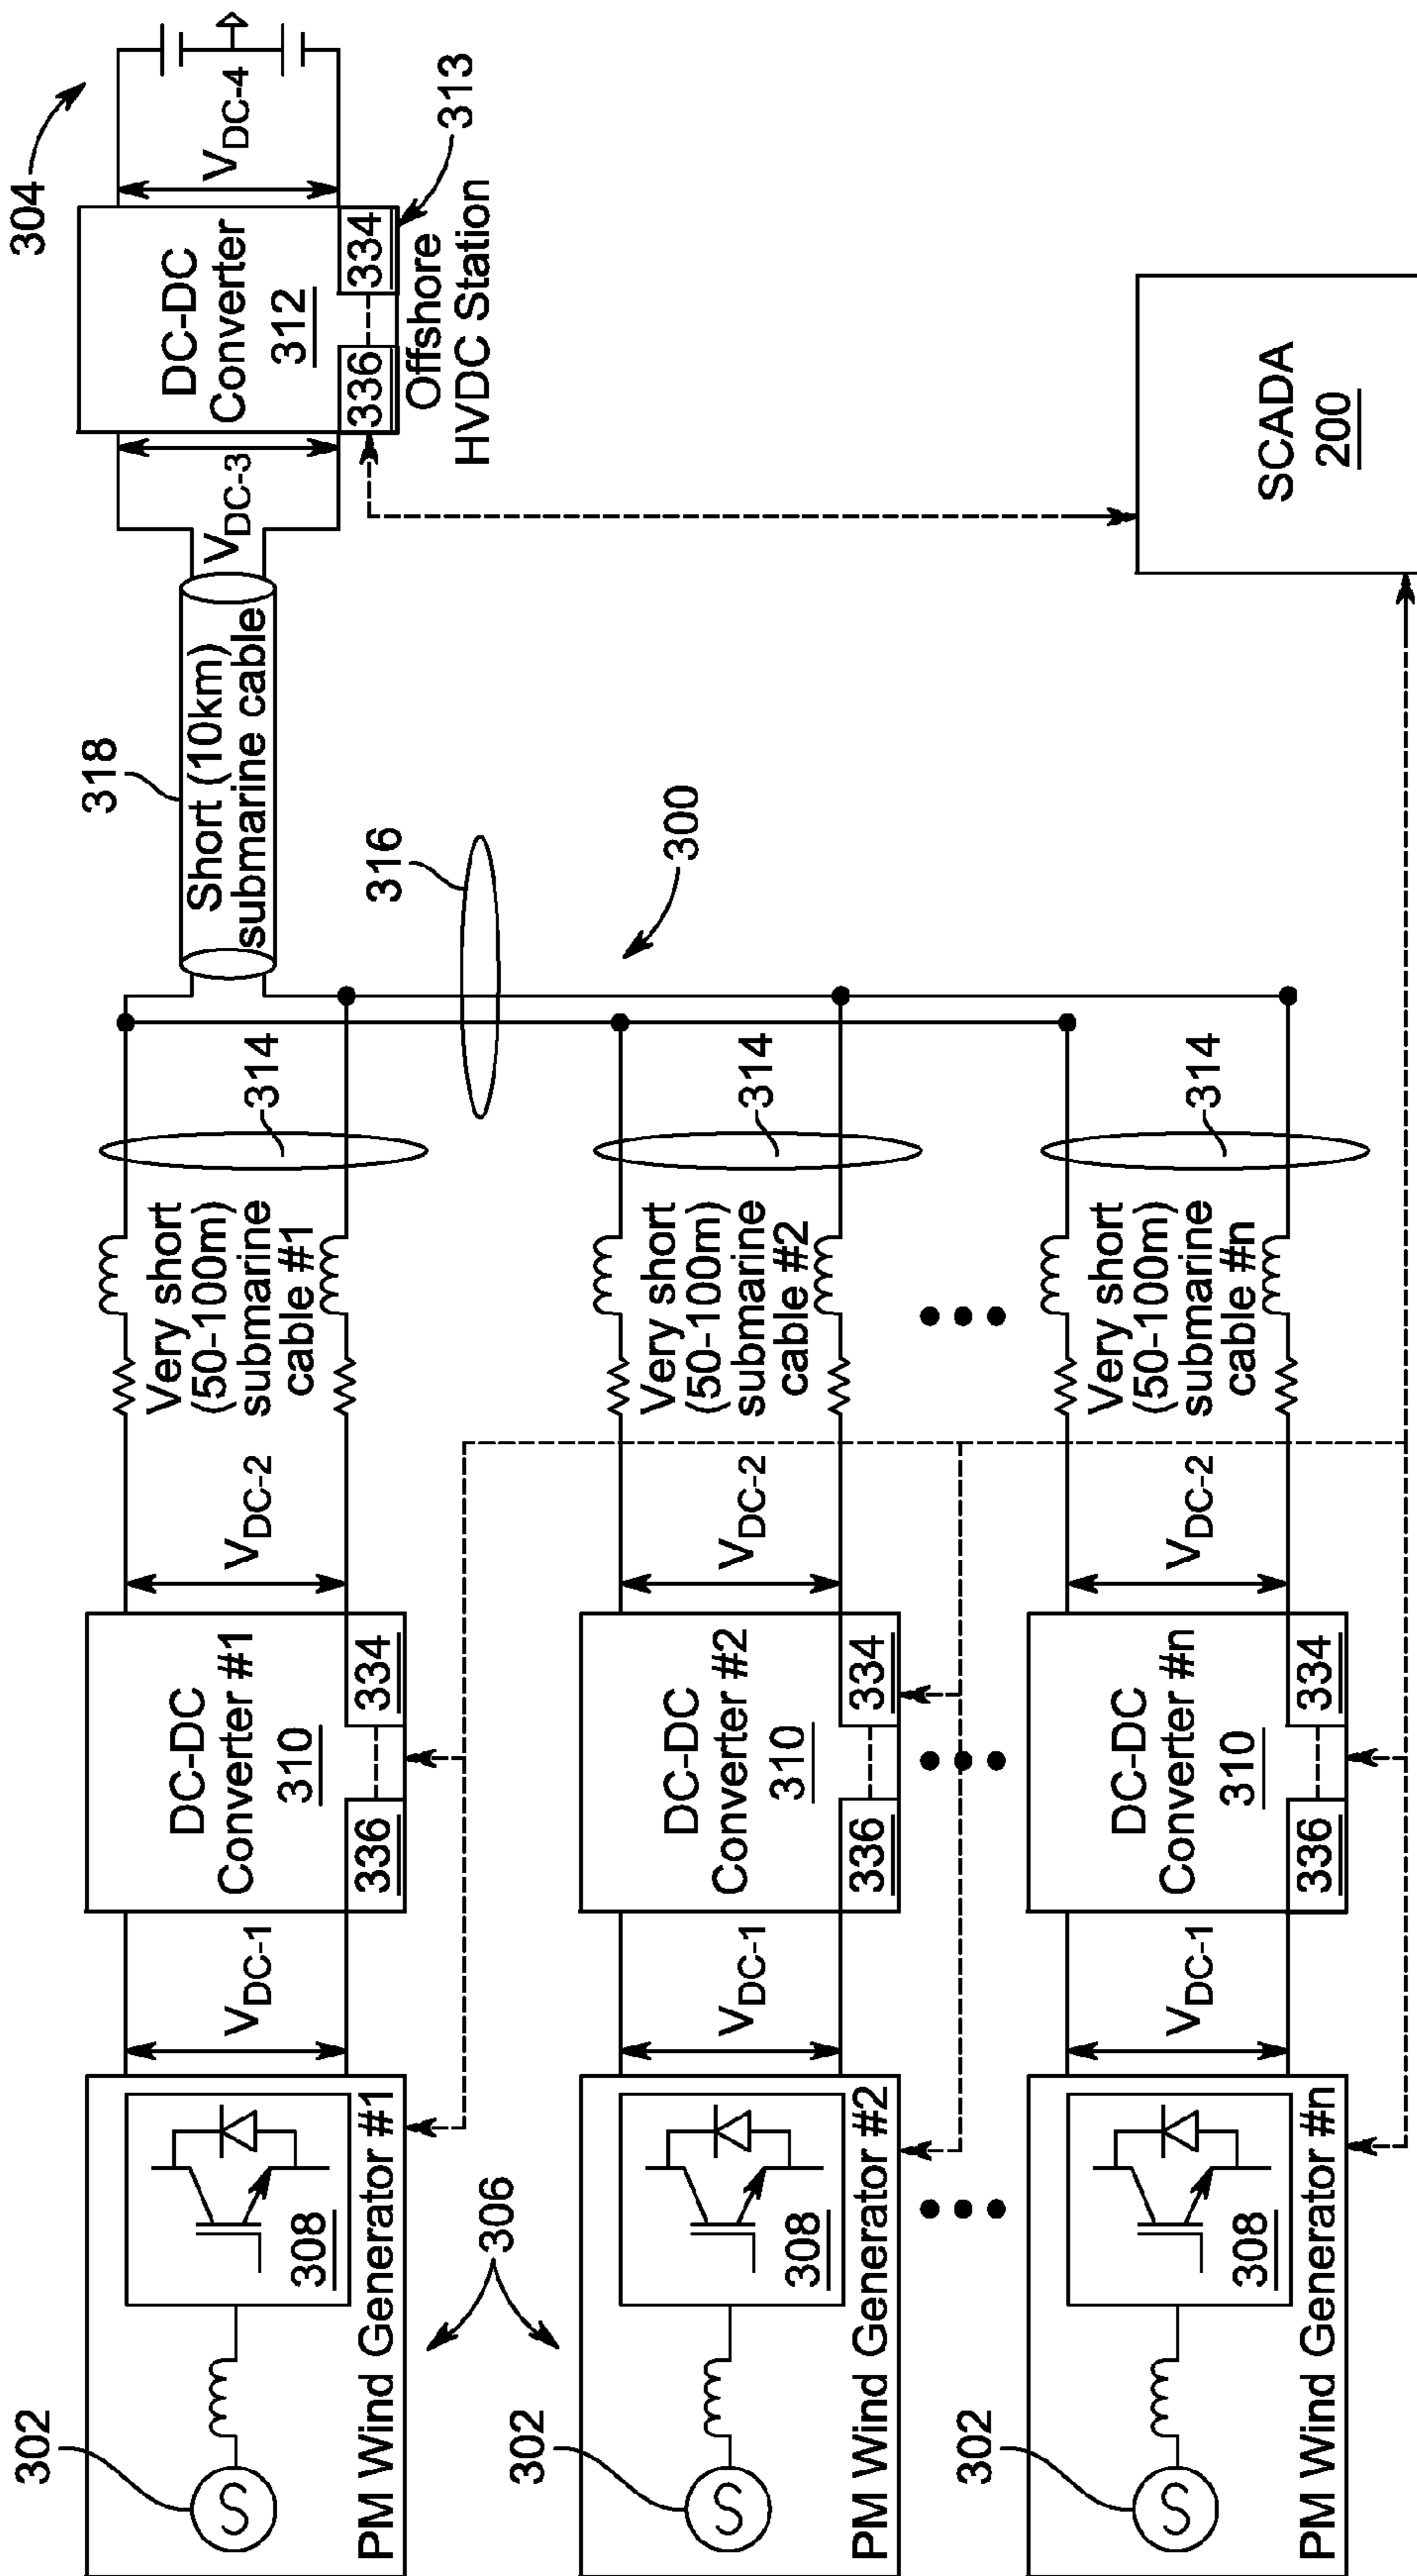 304
V_DC-4
313
DC-DC
Converter
312
336
334
Offshore
HVDC Station
V_DC-3
318
Short (10km)
submarine cable
316
300
SCADA
200
302
308
PM Wind Generator #1
V_DC-1
DC-DC
Converter #1
310
336
334
V_DC-2
Very short
(50-100m)
submarine
cable #1
314
306
302
308
PM Wind Generator #2
V_DC-1
DC-DC
Converter #2
310
336
334
V_DC-2
Very short
(50-100m)
submarine
cable #2
314
302
308
PM Wind Generator #n
V_DC-1
DC-DC
Converter #n
310
336
334
V_DC-2
Very short
(50-100m)
submarine
cable #n
314